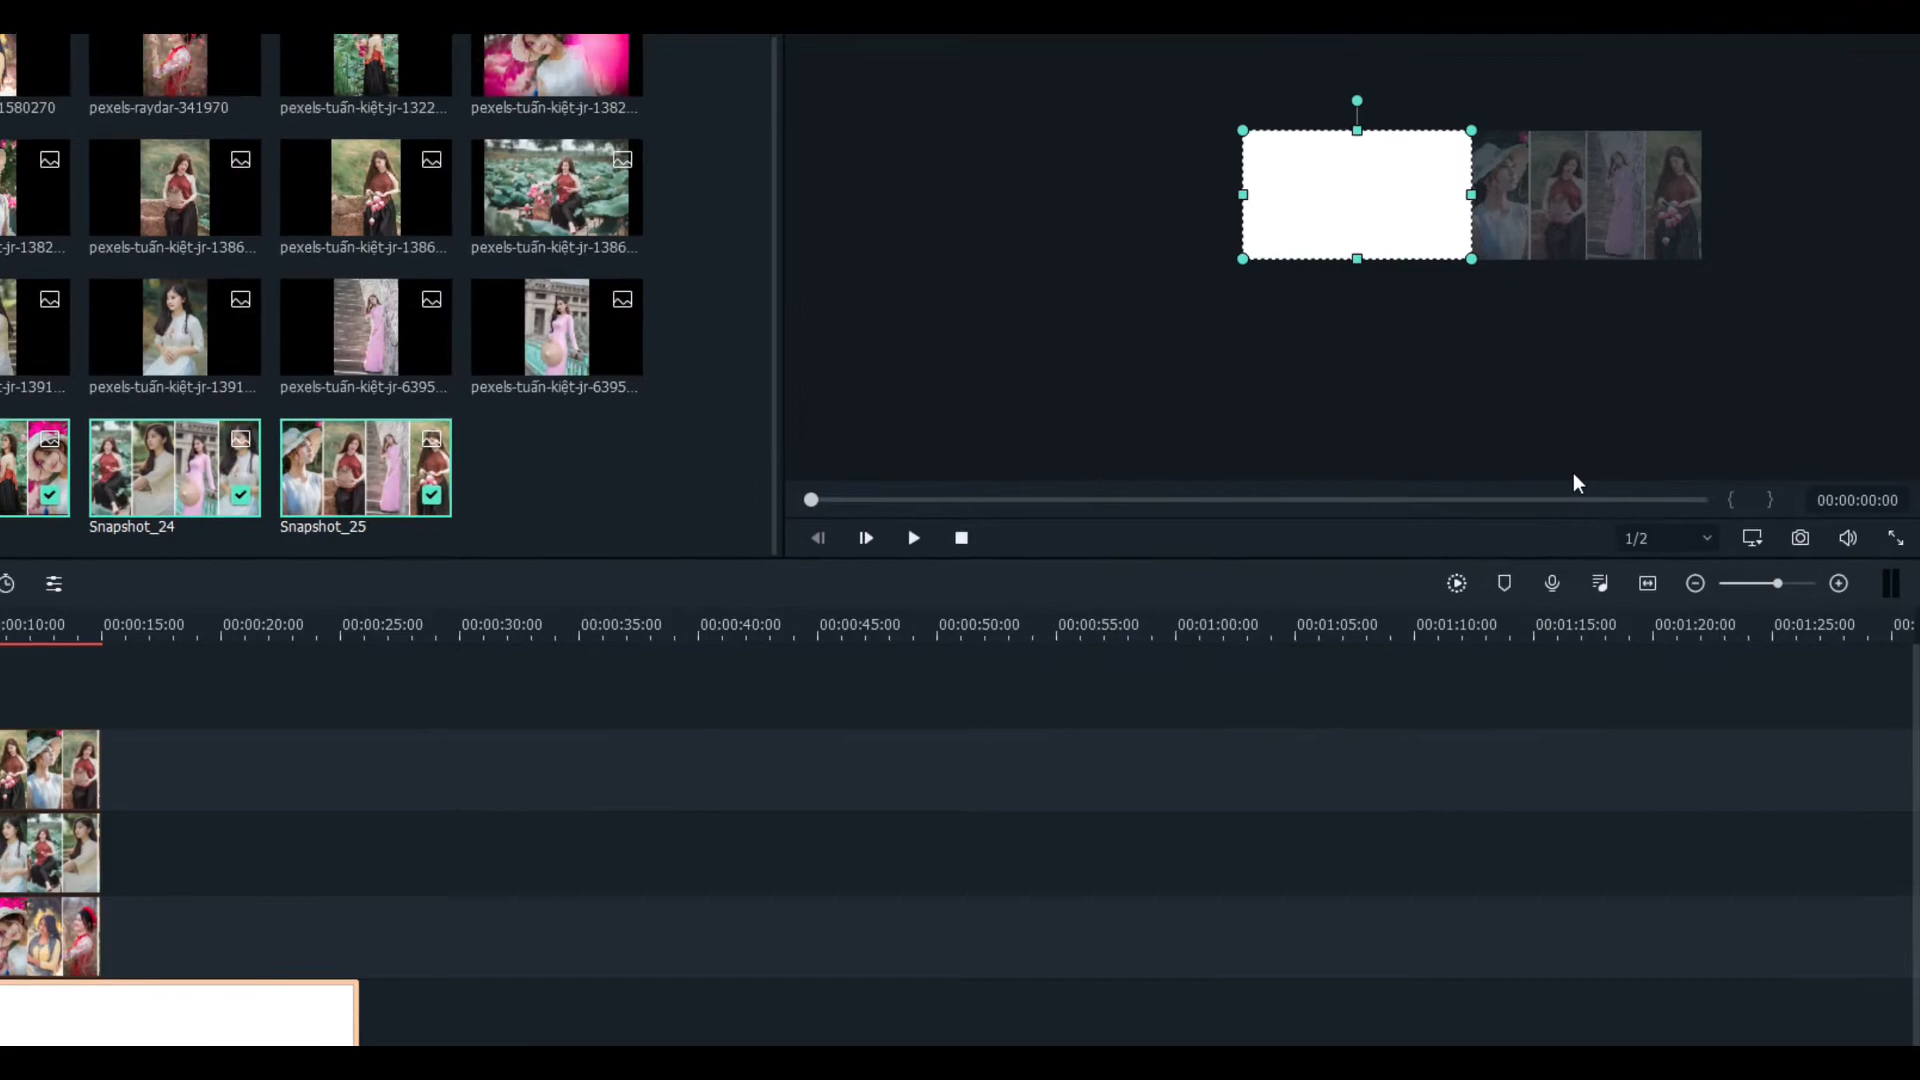 1580270
pexels-raydar-341970
pexels-tuấn-kiệt-jr-1322...
pexels-tuấn-kiệt-jr-1382...
-jr-1382...
pexels-tuấn-kiệt-jr-1386...
pexels-tuấn-kiệt-jr-1386...
pexels-tuấn-kiệt-jr-1386...
-jr-1391...
pexels-tuấn-kiệt-jr-1391...
pexels-tuấn-kiệt-jr-6395...
pexels-tuấn-kiệt-jr-6395...
Snapshot_24
Snapshot_25
{ }
00:00:00:00
1/2
:00:10:00
00:00:15:00
00:00:20:00
00:00:25:00
00:00:30:00
00:00:35:00
00:00:40:00
00:00:45:00
00:00:50:00
00:00:55:00
00:01:00:00
00:01:05:00
00:01:10:00
00:01:15:00
00:01:20:00
00:01:25:00
00: